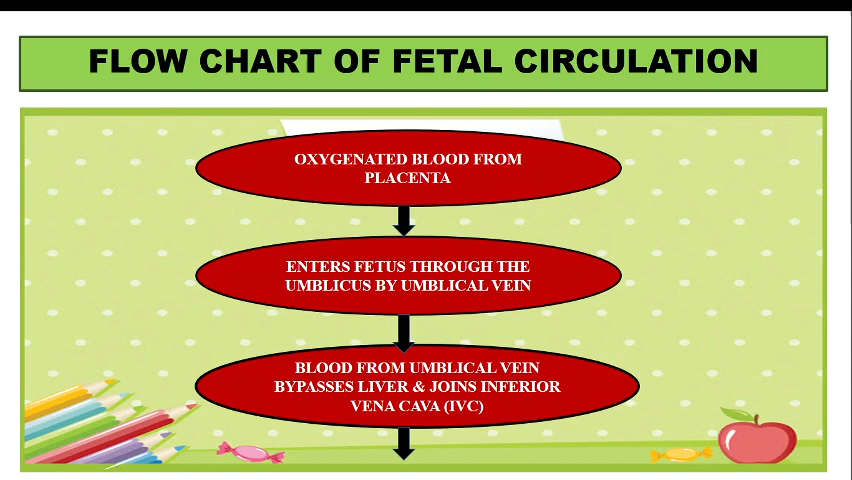 FLOW CHART OF FETAL CIRCULATION
OXYGENATED BLOOD FROM
PLACENTA
ENTERS FETUS THROUGH THE
UMBLICUS BY UMBLICAL VEIN
BLOOD FROM UMBLICAL VEIN
BYPASSES LIVER & JOINS INFERIOR
VENA CAVA (IVC)